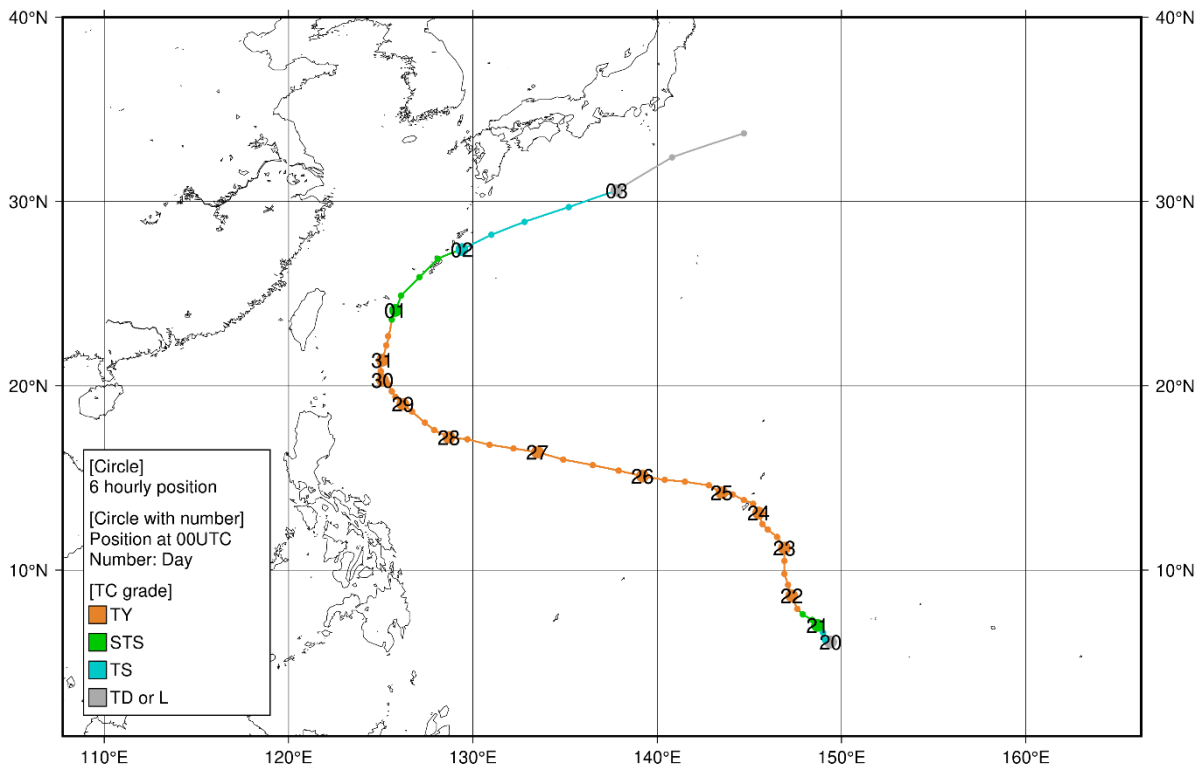 40°N
40°N
03
30°N
30°N
02
01
31
20°N
30
20°N
29
28
27
26
25
24
23
10°N
10°N
22
21
20
[Circle]
6 hourly position
[Circle with number]
Position at 00UTC
Number: Day
[TC grade]
TY
STS
TS
TD or L
110°E
120°E
130°E
140°E
150°E
160°E